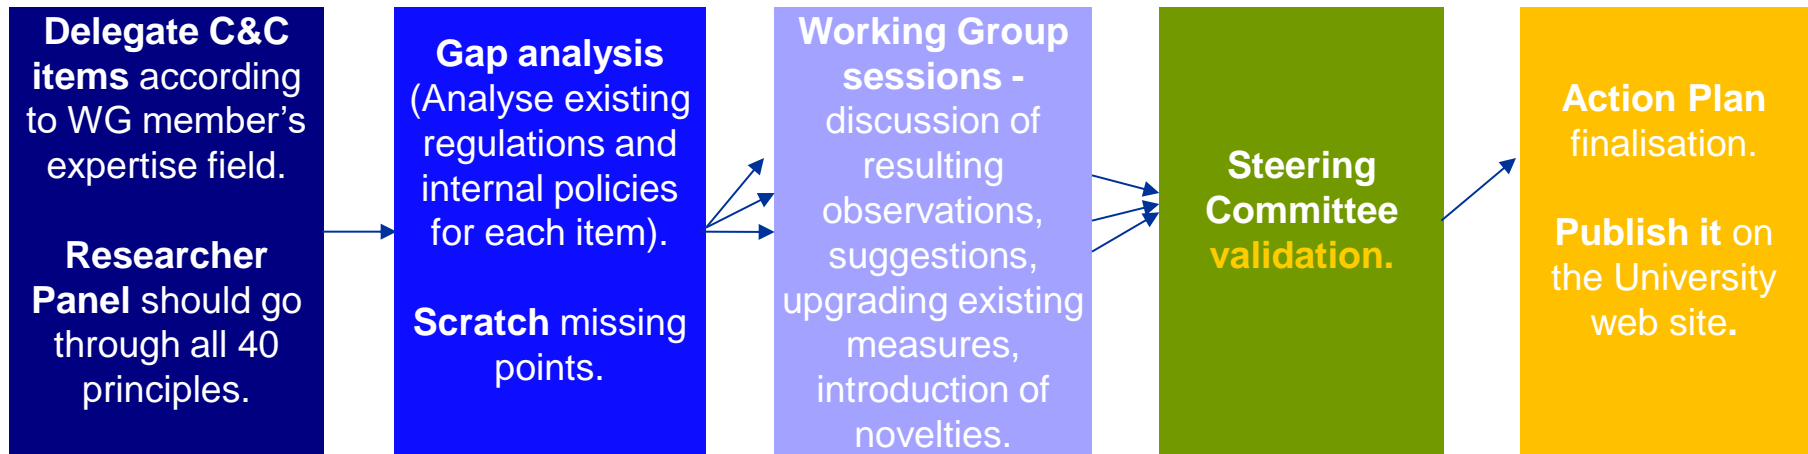 Delegate C&C
items according
to WG member’s
expertise field.
Researcher
Panel should go
through all 40
principles.
Gap analysis
(Analyse existing
regulations and
internal policies
for each item).
Scratch missing
points.
Working Group
sessions -
discussion of
resulting
observations,
suggestions,
upgrading existing
measures,
introduction of
novelties.
Steering
Committee
validation.
Action Plan
finalisation.
Publish it on
the University
web site.